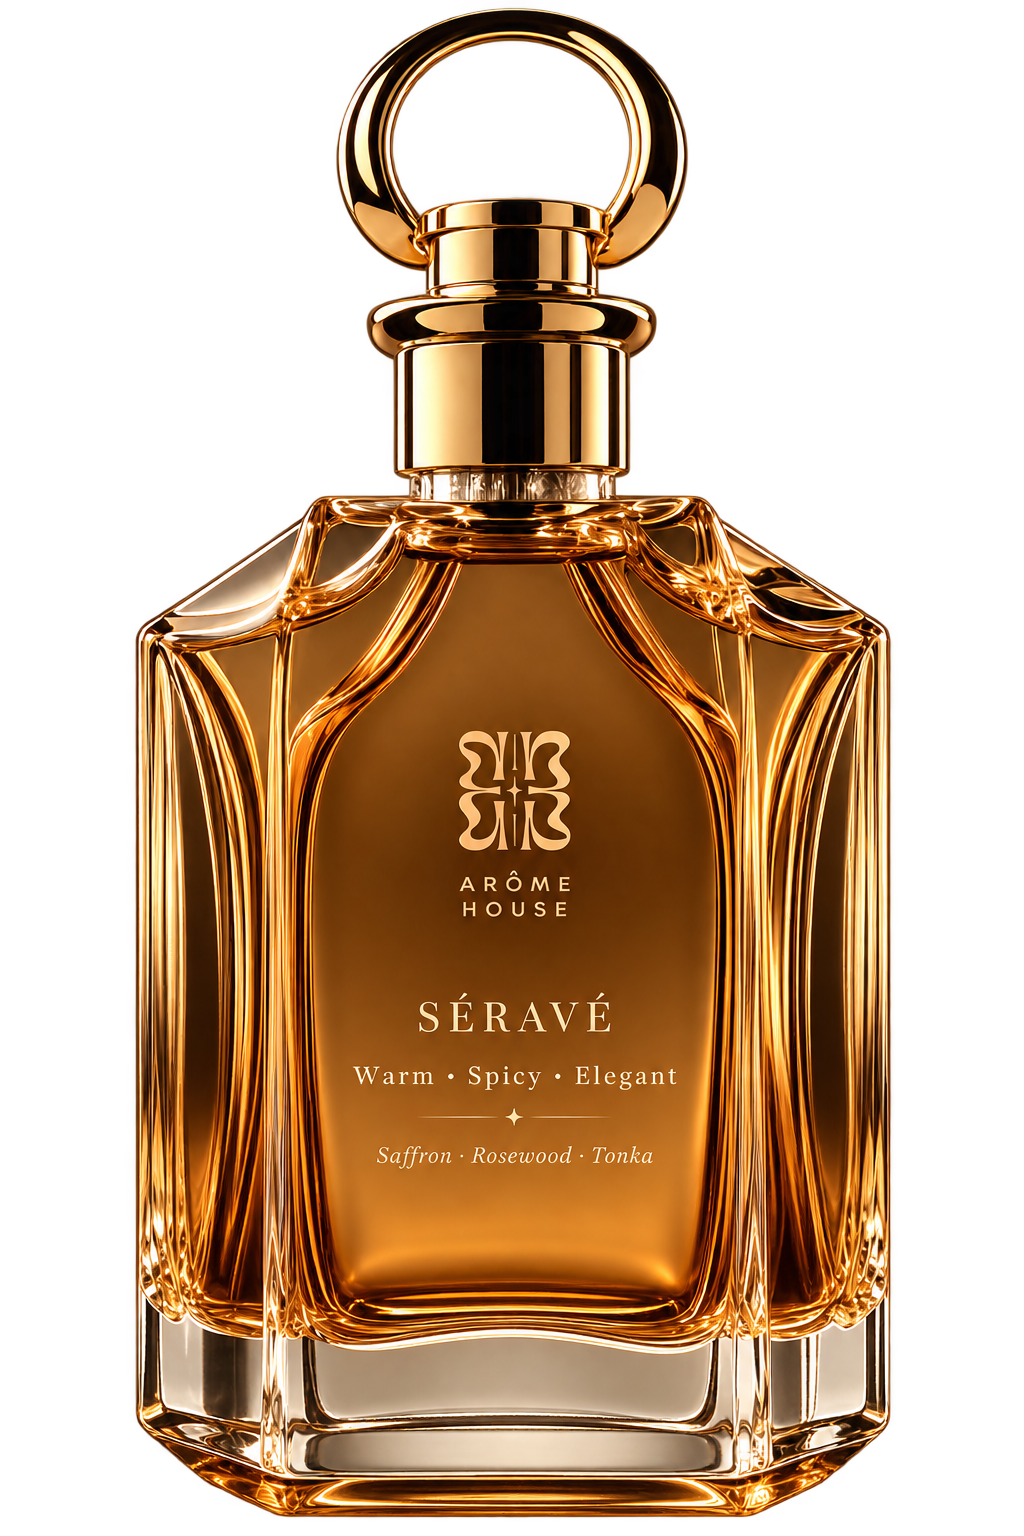 ARÔME
HOUSE
SÉRAVÉ
Warm • Spicy • Elegant
Saffron · Rosewood · Tonka